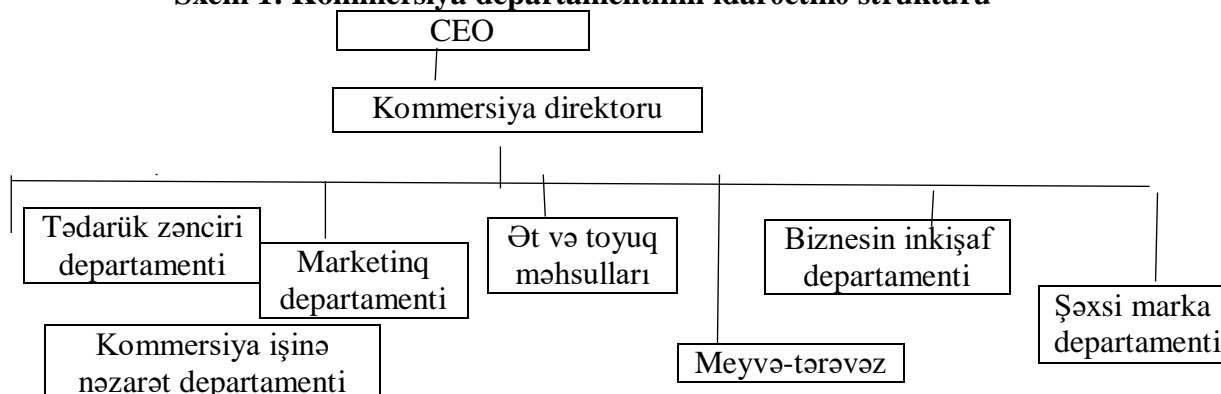 Sxem 1. Kommersiya departamentinin idarəetmə strukturu
CEO
Kommersiya direktoru
Tədarük zənciri
departamenti
Marketinq
departamenti
Ət və toyuq
məhsulları
Biznesin inkişaf
departamenti
Şəxsi marka
departamenti
Kommersiya işinə
nəzarət departamenti
Meyvə-tərəvəz